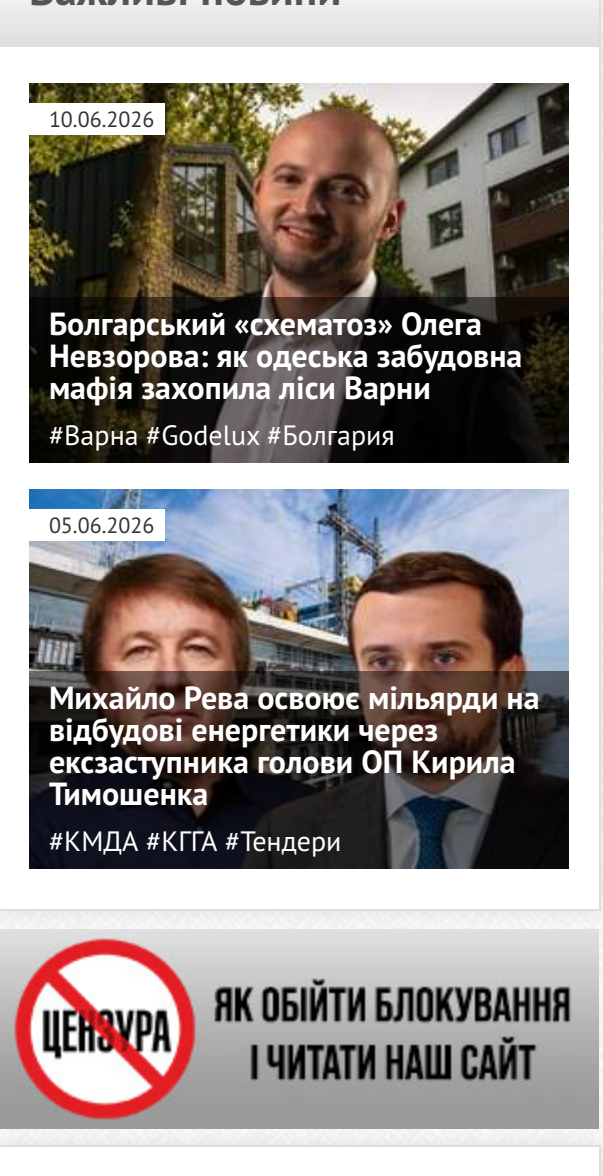 Важливі новини
10.06.2026
Болгарський «схематоз» Олега
Невзорова: як одеська забудовна
мафія захопила ліси Варни
#Варна #Godelux #Болгария
05.06.2026
Михайло Рева освоює мільярди на
відбудові енергетики через
ексзаступника голови ОП Кирила
Тимошенка
#КМДА #КГГА #Тендери
ЦЕНЗУРА
ЯК ОБІЙТИ БЛОКУВАННЯ
І ЧИТАТИ НАШ САЙТ